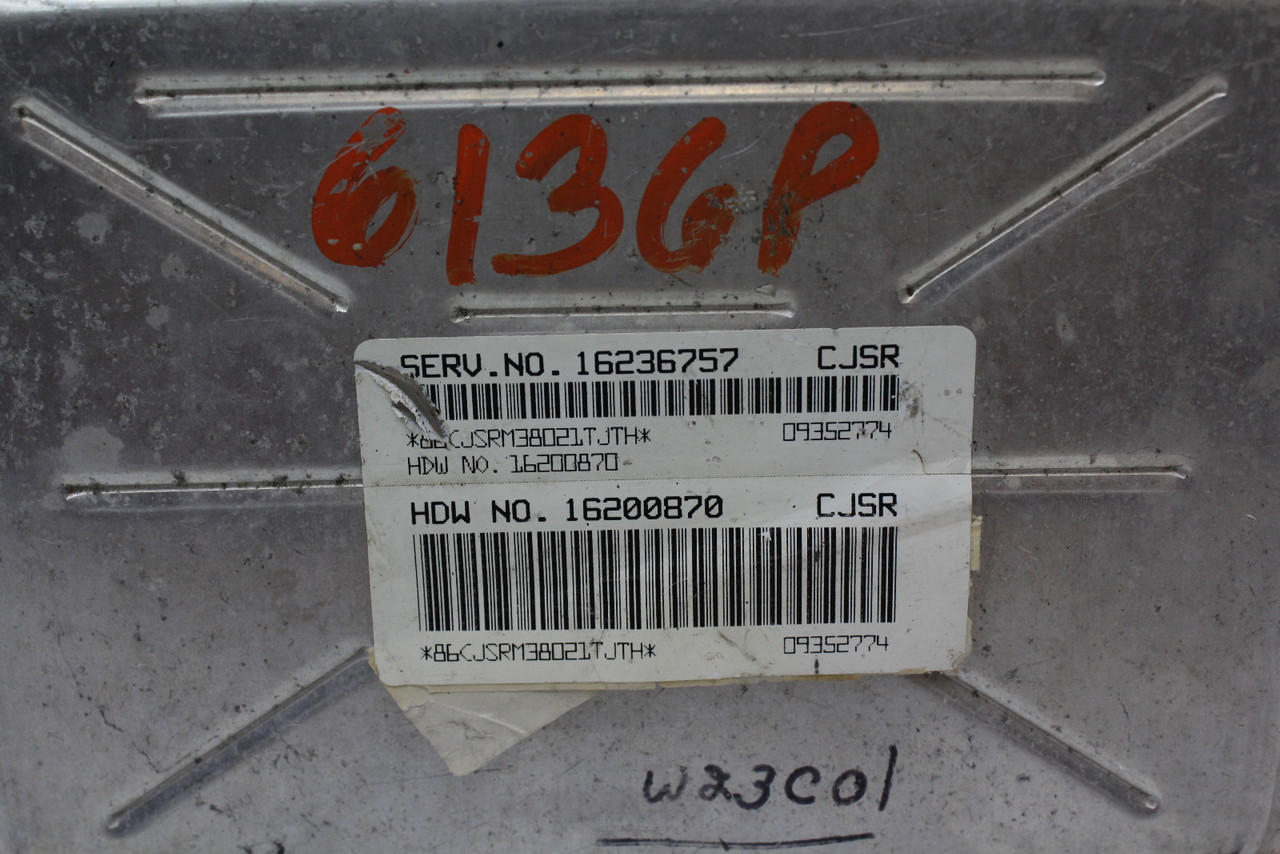 613GP
SERV.NO. 16236757 CJSR
*86CJSRM38021TJTH* 09352774
HDW NO. 16200870
HDW NO. 16200870 CJSR
*86CJSRM38021TJTH* 09352774
W23C01